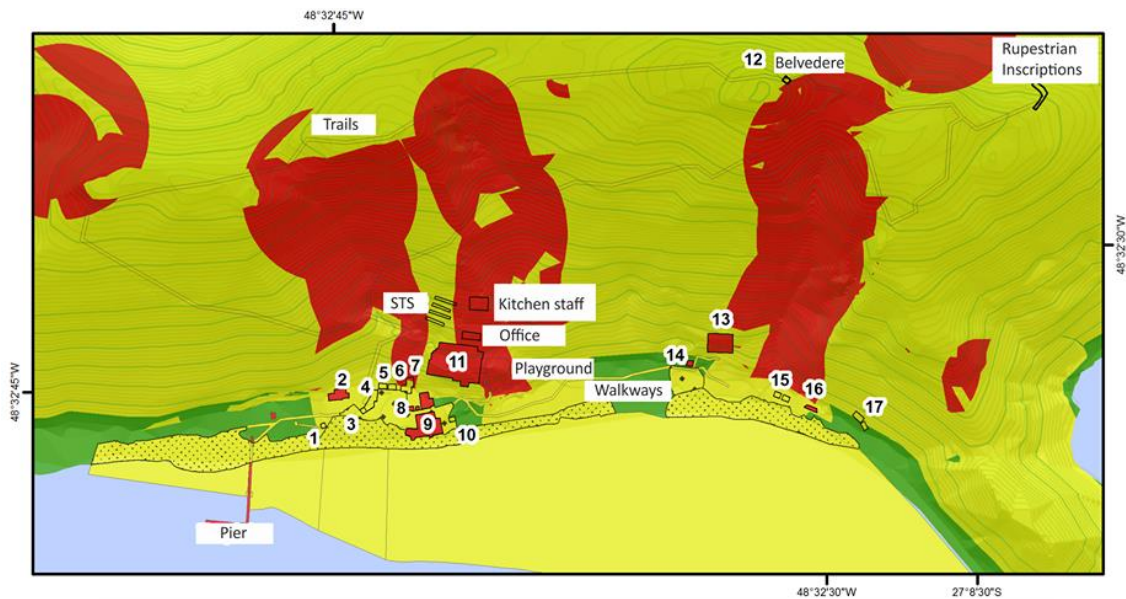 48°32'45"W
12
Belvedere
Rupestrian
Inscriptions
Trails
48°32'30"W
STS
Kitchen staff
Office
13
11
14
Playground
2
4
5
6
7
Walkways
15
16
48°32'45"W
8
17
1
3
9
10
Pier
48°32'30"W
27°8'30"S